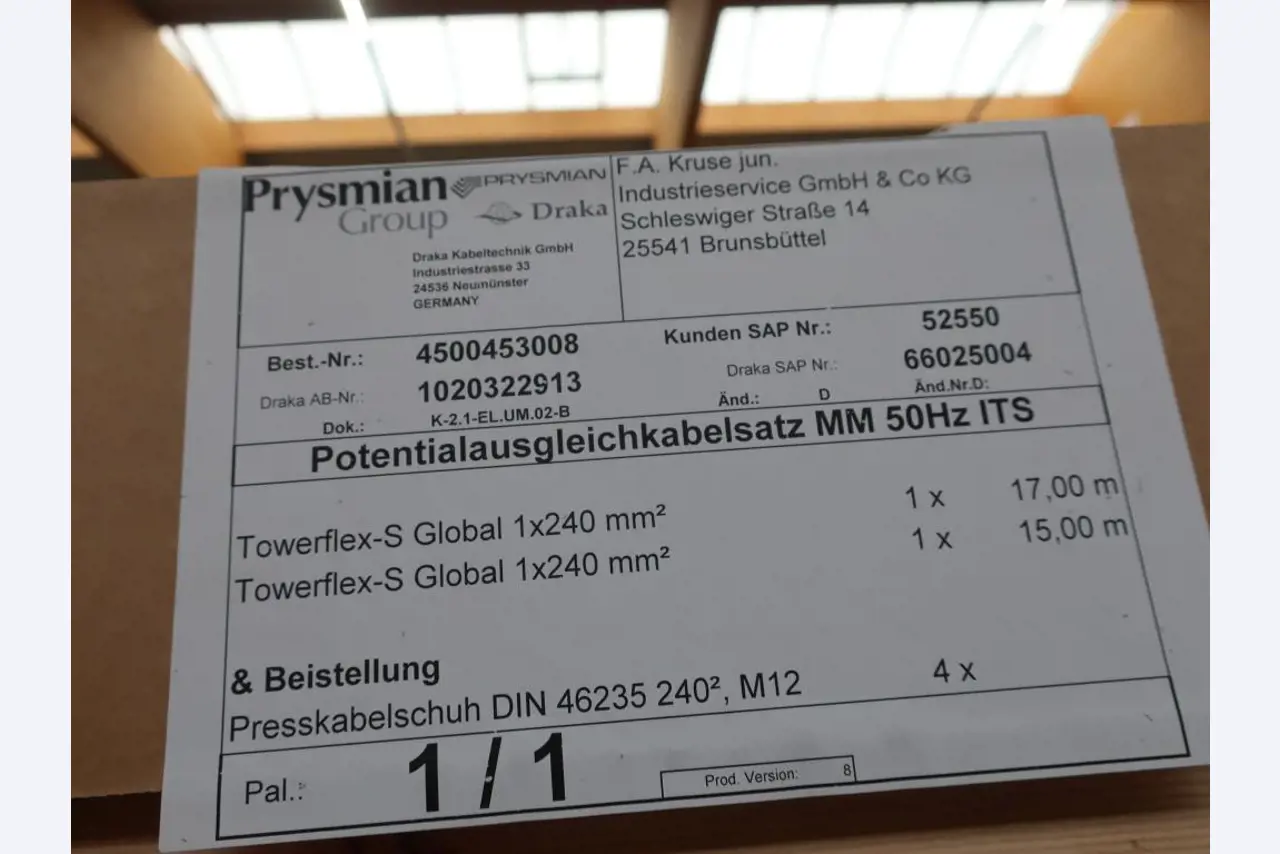 Prysmian
Group
PRYSMIAN
Draka
Draka Kabeltechnik GmbH
Industriestrasse 33
24536 Neumünster
GERMANY
F.A. Kruse jun.
Industrieservice GmbH & Co KG
Schleswiger Straße 14
25541 Brunsbüttel
Best.-Nr.: 4500453008 Kunden SAP Nr.: 52550
Draka AB-Nr.: 1020322913 Draka SAP Nr.: 66025004
Dok.: K-2.1-EL.UM.02-B Änd.: D Änd.Nr.D:
Potentialausgleichkabelsatz MM 50Hz ITS
Towerflex-S Global 1x240 mm² 1 x 17,00 m
Towerflex-S Global 1x240 mm² 1 x 15,00 m
& Beistellung
Presskabelschuh DIN 46235 240², M12 4 x
Pal.: 1 / 1 Prod. Version: 8